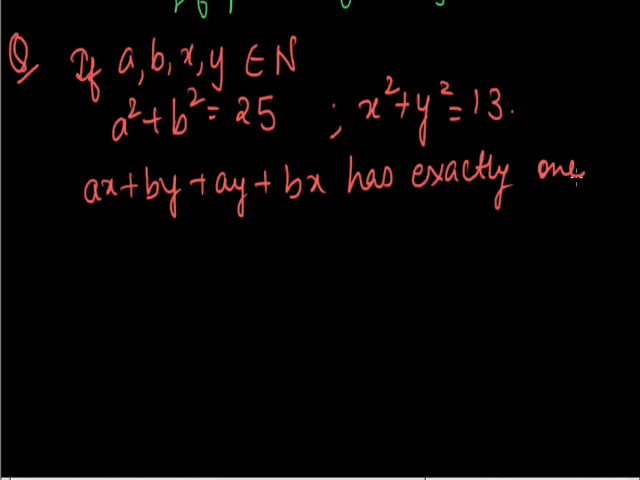 Q If a, b, x, y ∈ N
a² + b² = 25 ; x² + y² = 13.
ax + by + ay + bx has exactly one